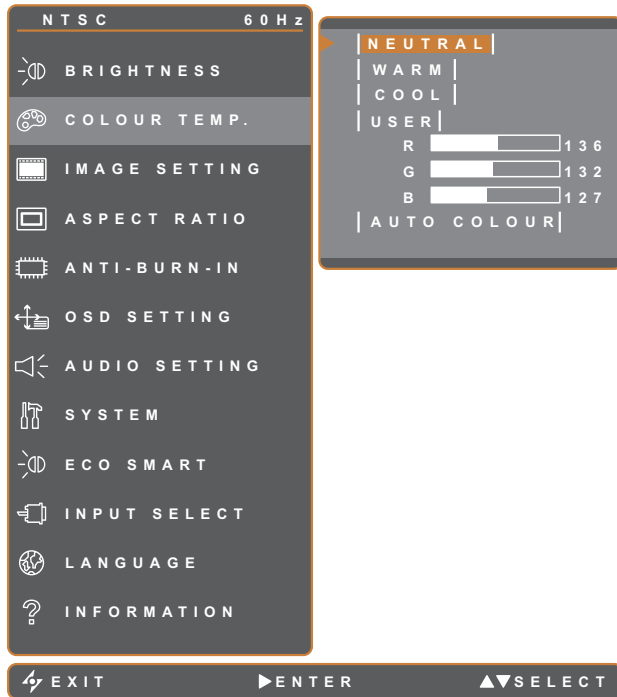 NTSC 60Hz
BRIGHTNESS
COLOUR TEMP.
IMAGE SETTING
ASPECT RATIO
ANTI-BURN-IN
OSD SETTING
AUDIO SETTING
SYSTEM
ECO SMART
INPUT SELECT
LANGUAGE
INFORMATION
NEUTRAL
WARM
COOL
USER
R 136
G 132
B 127
AUTO COLOUR
EXIT ENTER SELECT